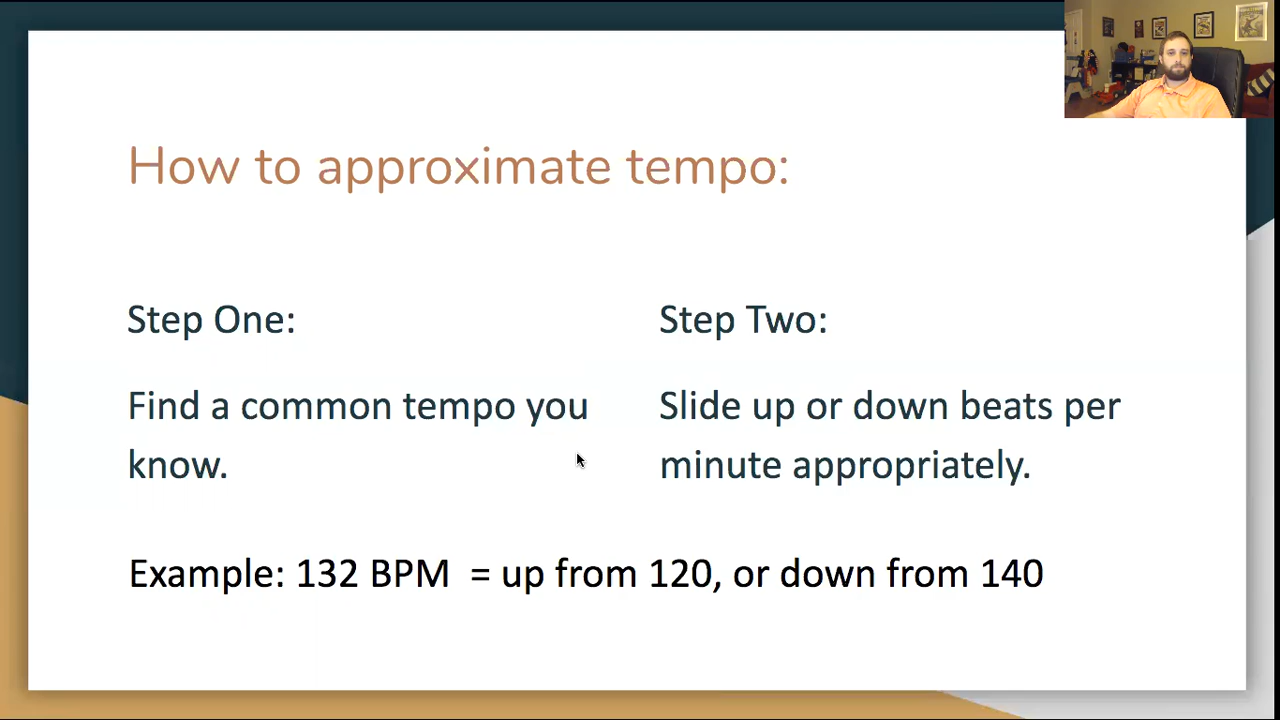 How to approximate tempo:
Step One:
Find a common tempo you
know.
Step Two:
Slide up or down beats per
minute appropriately.
Example: 132 BPM  = up from 120, or down from 140